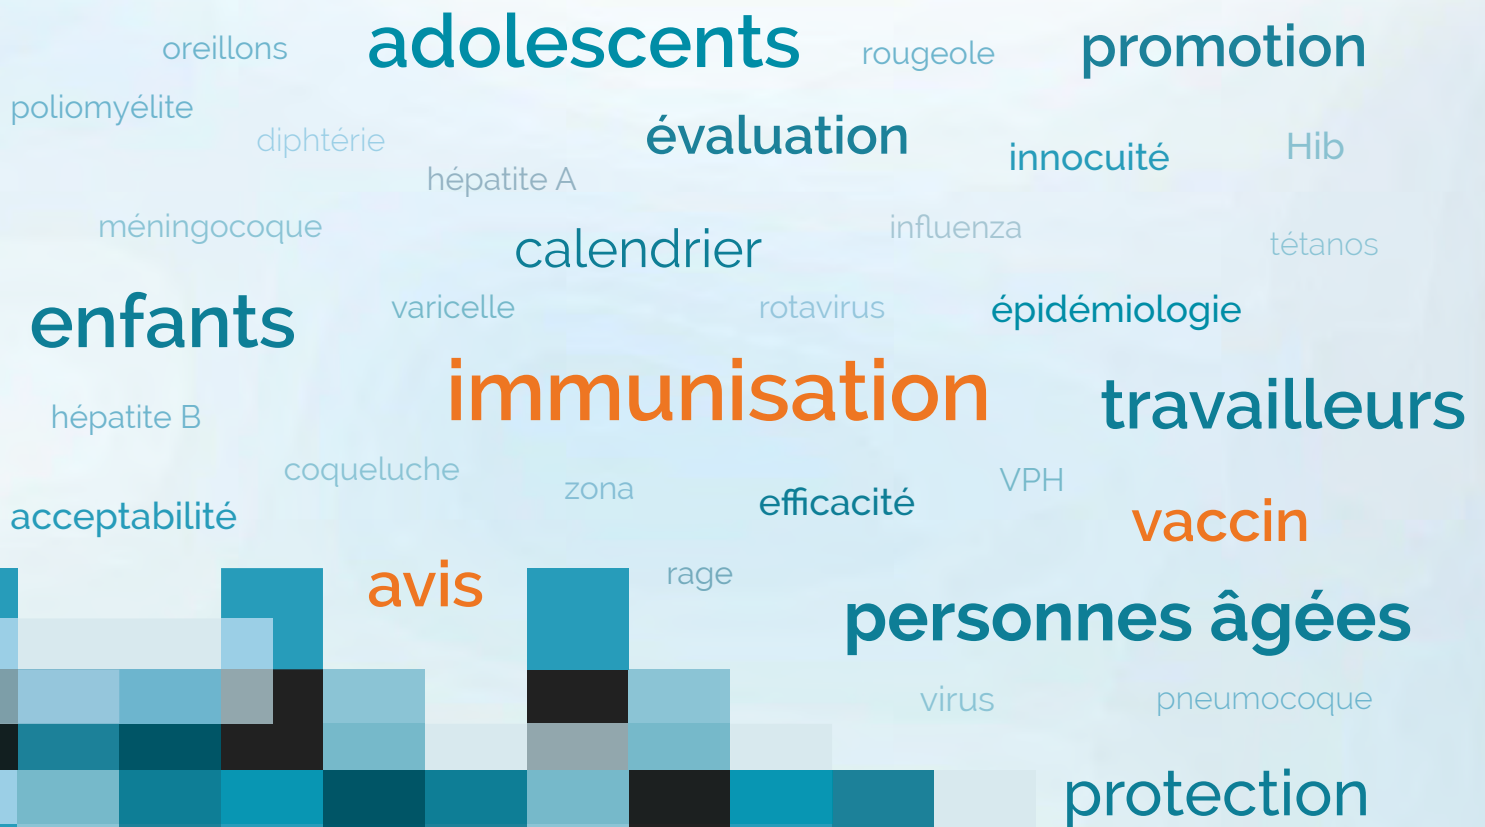 oreillons
adolescents
rougeole
promotion
poliomyélite
diphtérie
évaluation
innocuité
Hib
hépatite A
méningocoque
calendrier
influenza
tétanos
enfants
varicelle
rotavirus
épidémiologie
immunisation
travailleurs
hépatite B
coqueluche
zona
efficacité
VPH
acceptabilité
vaccin
avis
rage
personnes âgées
virus
pneumocoque
protection